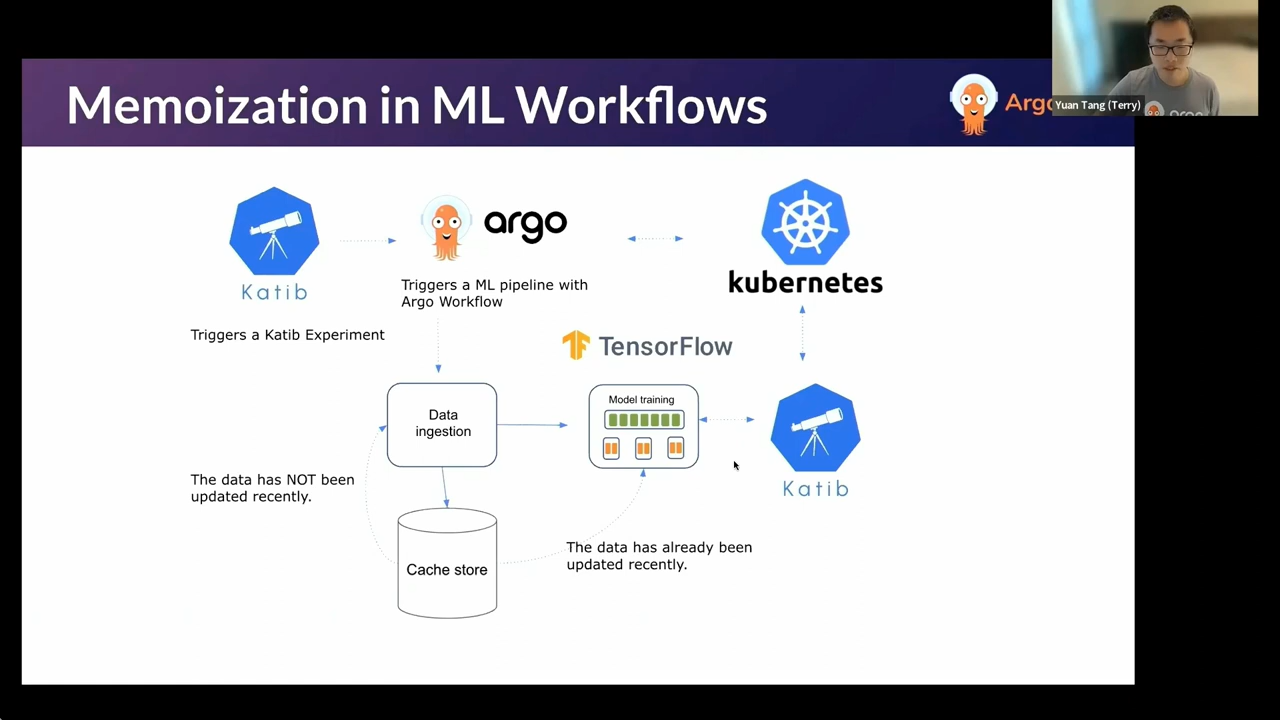 Memoization in ML Workflows
Argo
Yuan Tang (Terry)
argo
argo
kubernetes
Katib
Triggers a ML pipeline with
Argo Workflow
Triggers a Katib Experiment
TensorFlow
Data
ingestion
Model training
Katib
The data has NOT been
updated recently.
Cache store
The data has already been
updated recently.